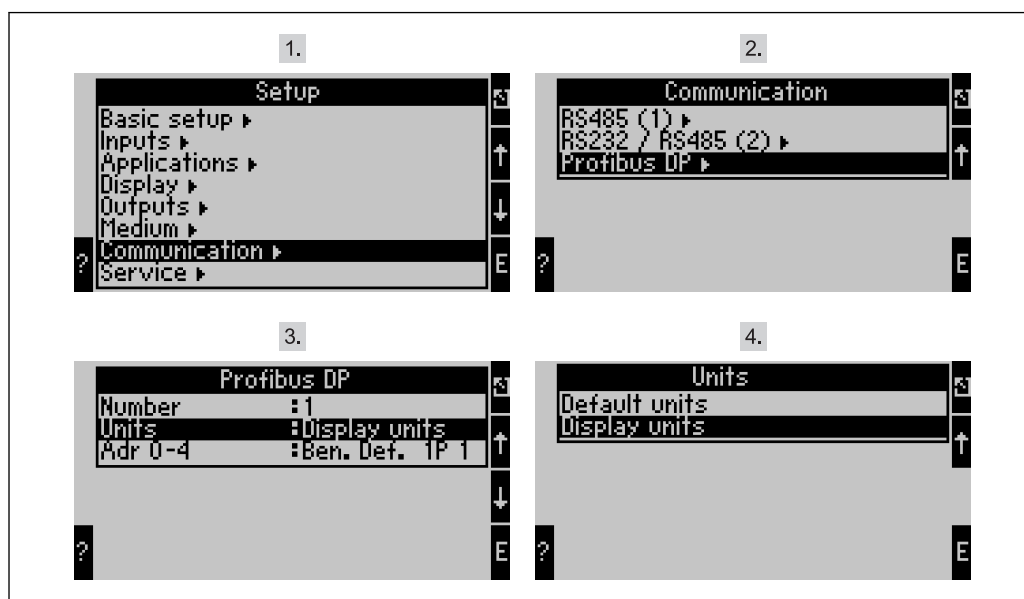 1.
Setup
Basic setup ▸
Inputs ▸
Applications ▸
Display ▸
Outputs ▸
Medium ▸
Communication ▸
Service ▸
?
↑
↓
E
2.
Communication
RS485 (1) ▸
RS232 / RS485 (2) ▸
Profibus DP ▸
?
↑
E
3.
Profibus DP
Number :1
Units :Display units
Adr 0-4 :Ben. Def. 1P 1
?
↑
↓
E
4.
Units
Default units
Display units
?
↑
E